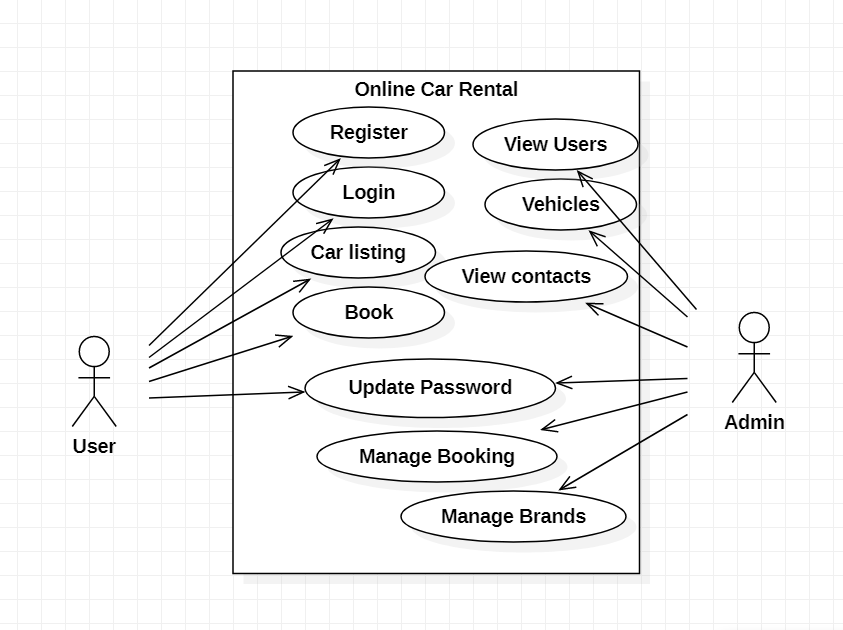 Online Car Rental
Register
View Users
Login
Vehicles
Car listing
View contacts
Book
Update Password
User
Admin
Manage Booking
Manage Brands